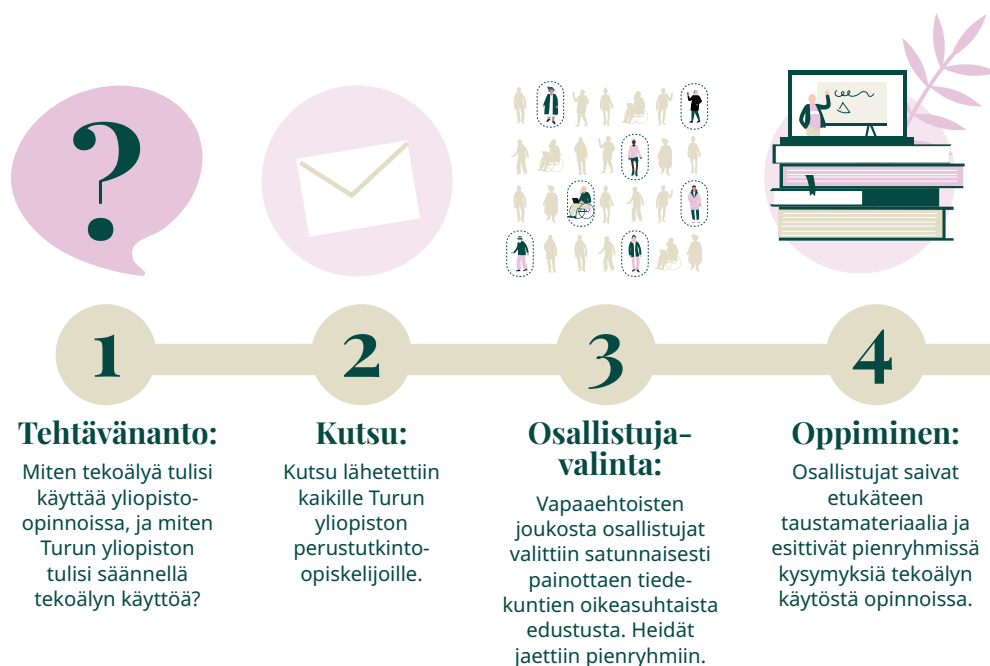 ?
1
Tehtävänanto:
Miten tekoälyä tulisi
käyttää yliopisto-
opinnoissa, ja miten
Turun yliopiston
tulisi säännellä
tekoälyn käyttöä?
2
Kutsu:
Kutsu lähetettiin
kaikille Turun
yliopiston
perustutkinto-
opiskelijoille.
3
Osallistuja-
valinta:
Vapaaehtoisten
joukosta osallistujat
valittiin satunnaisesti
painottaen tiede-
kuntien oikeasuhtaista
edustusta. Heidät
jaettiin pienryhmiin.
4
Oppiminen:
Osallistujat saivat
etukäteen
taustamateriaalia ja
esittivät pienryhmissä
kysymyksiä tekoälyn
käytöstä opinnoissa.